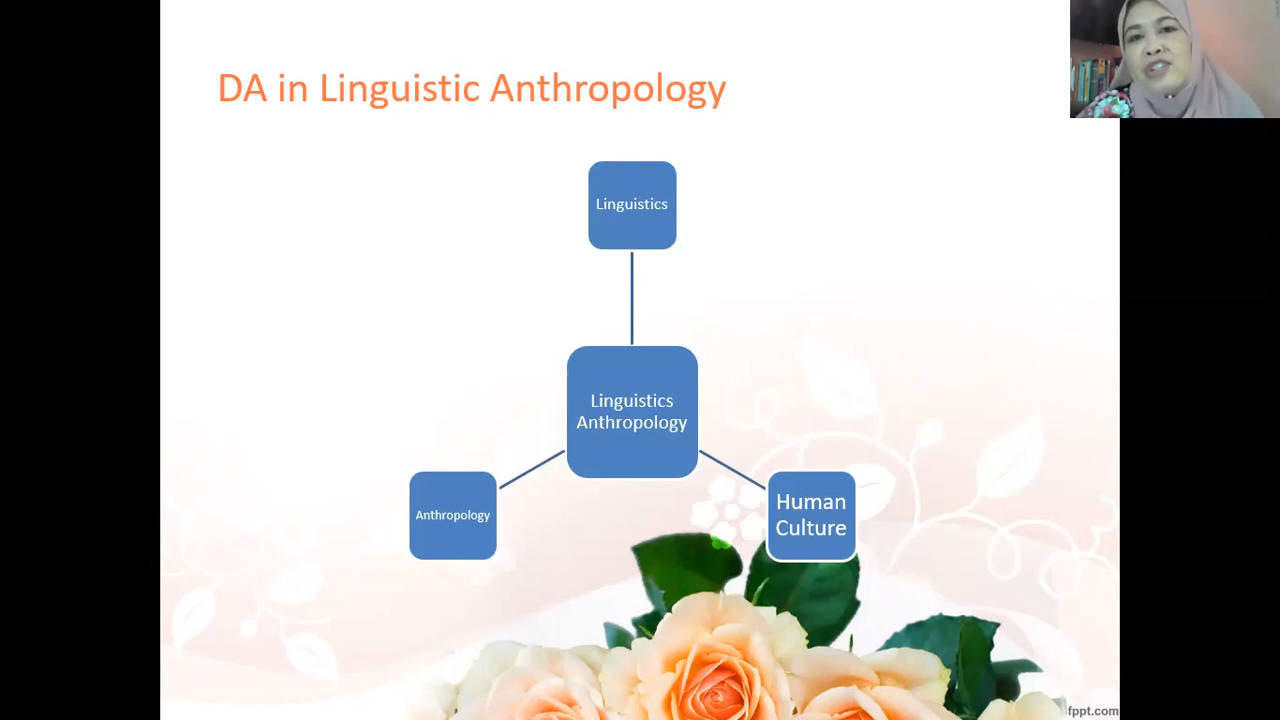 DA in Linguistic Anthropology
Linguistics
Linguistics
Anthropology
Anthropology
Human
Culture
fppt.com